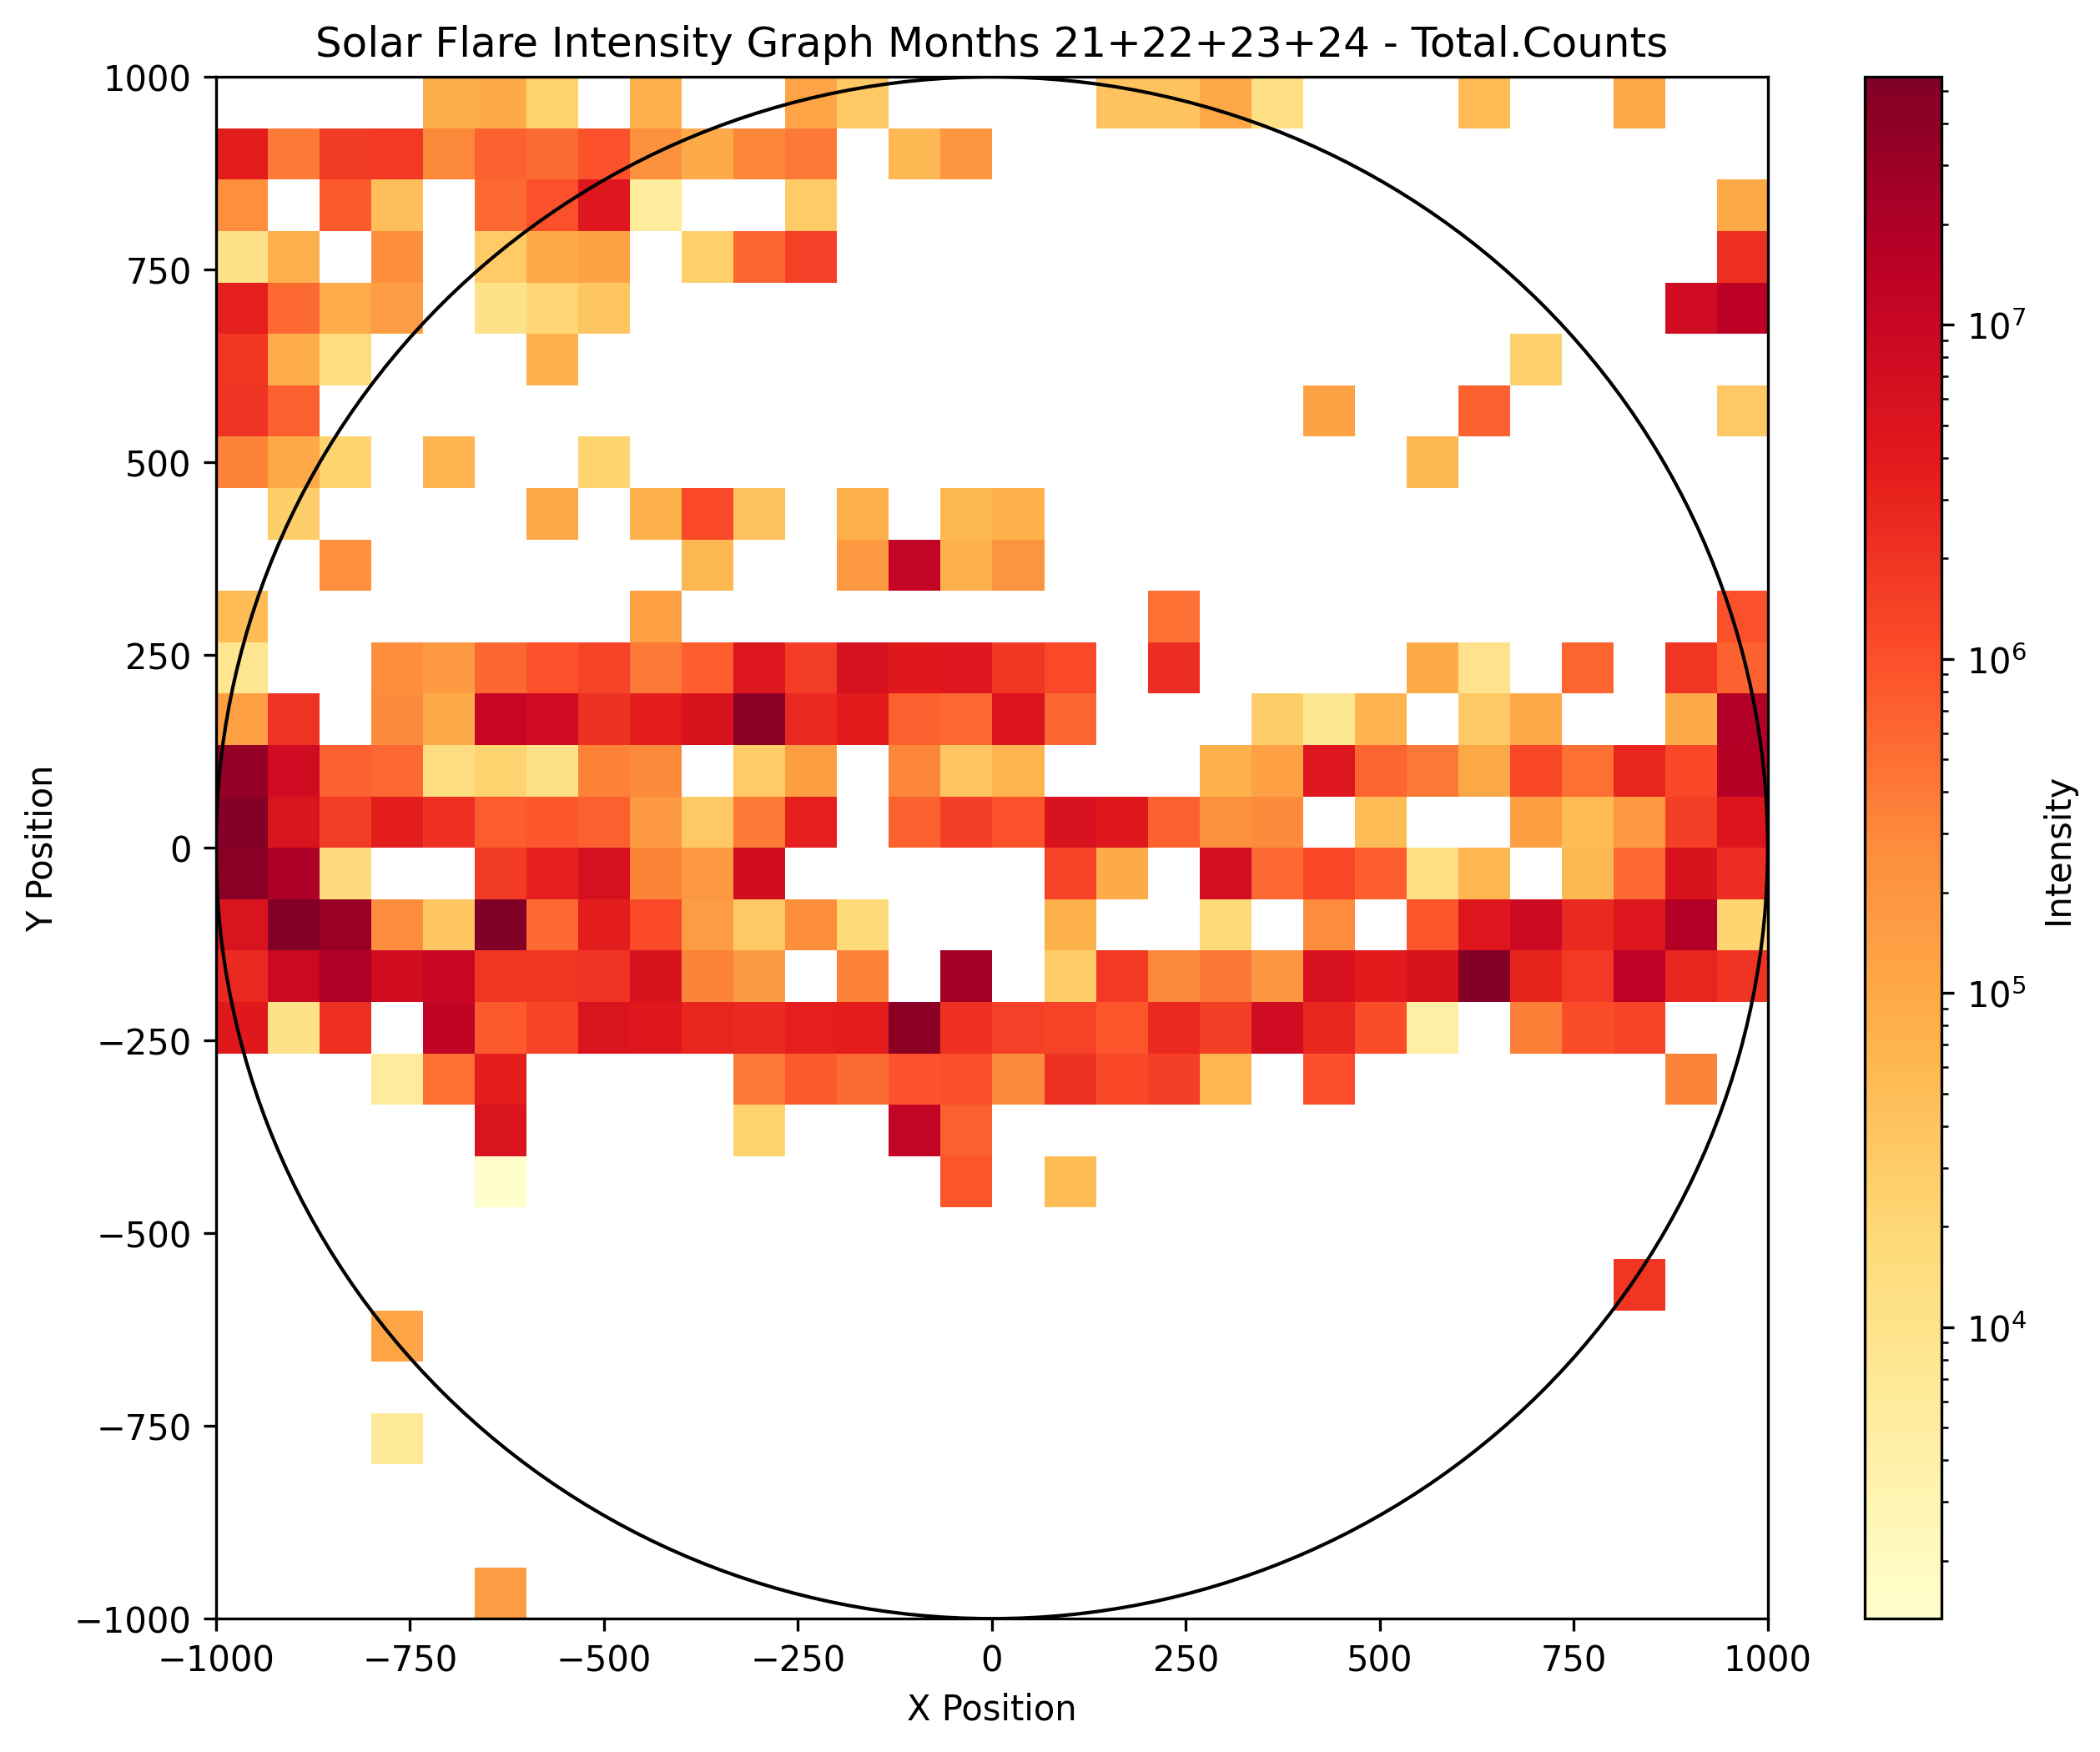 Solar Flare Intensity Graph Months 21+22+23+24 - Total.Counts
1000
750
500
250
0
−250
−500
−750
−1000
Y Position
−1000 −750 −500 −250 0 250 500 750 1000
X Position
10⁷
10⁶
10⁵
10⁴
Intensity